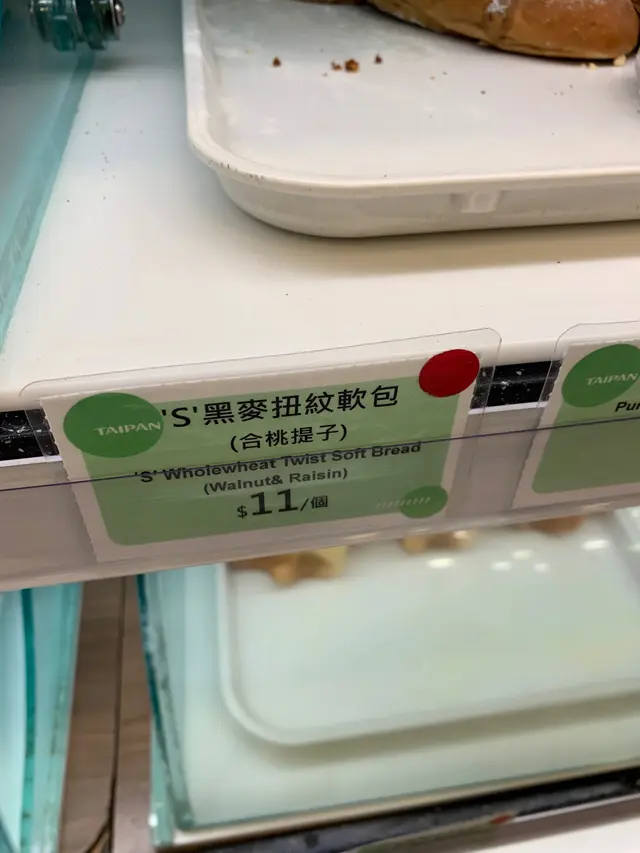 TAIPAN
'S'黑麥扭紋軟包
(合桃提子)
'S' Wholewheat Twist Soft Bread
(Walnut& Raisin)
$11/個
TAIPAN